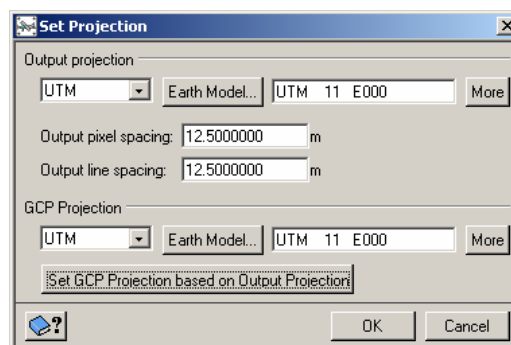 Set Projection
Output projection
UTM Earth Model... UTM 11 E000 More
Output pixel spacing: 12.5000000 m
Output line spacing: 12.5000000 m
GCP Projection
UTM Earth Model... UTM 11 E000 More
Set GCP Projection based on Output Projection
? OK Cancel